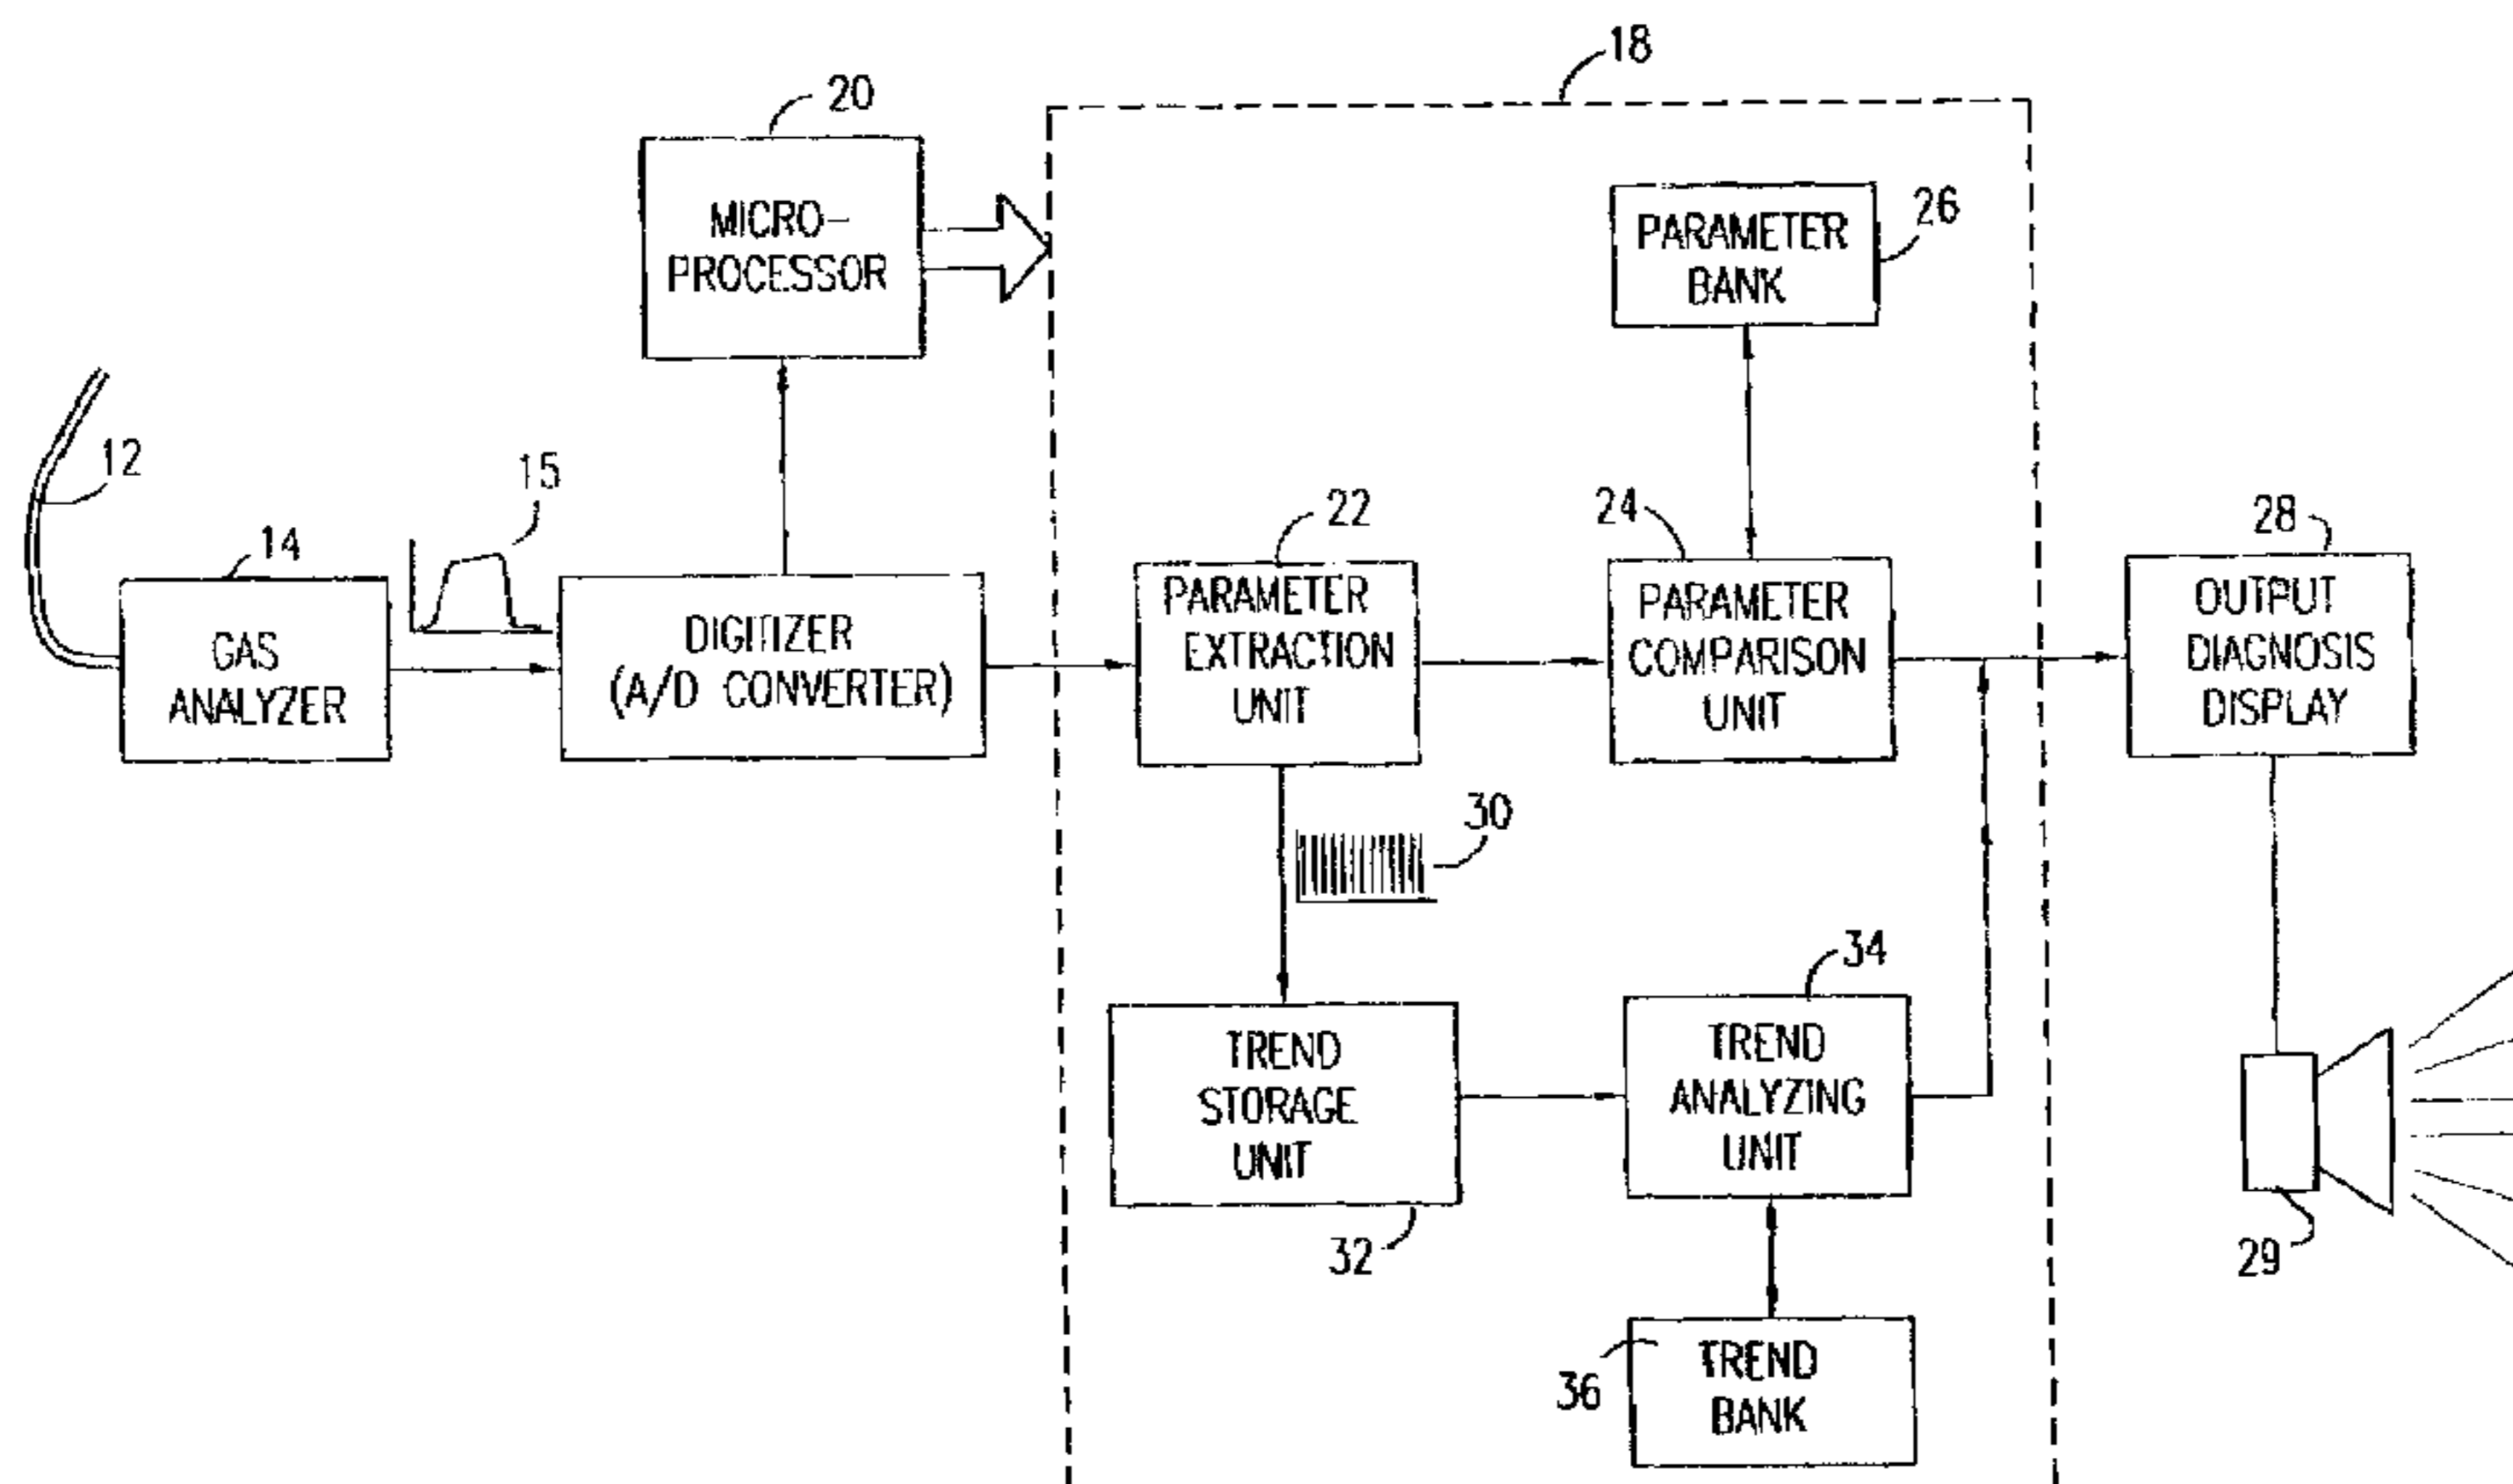 18
20
MICRO-
PROCESSOR
PARAMETER
BANK
26
12
15
14
GAS
ANALYZER
DIGITIZER
(A/D CONVERTER)
22
PARAMETER
EXTRACTION
UNIT
24
PARAMETER
COMPARISON
UNIT
28
OUTPUT
DIAGNOSIS
DISPLAY
30
TREND
STORAGE
UNIT
32
34
TREND
ANALYZING
UNIT
29
36
TREND
BANK